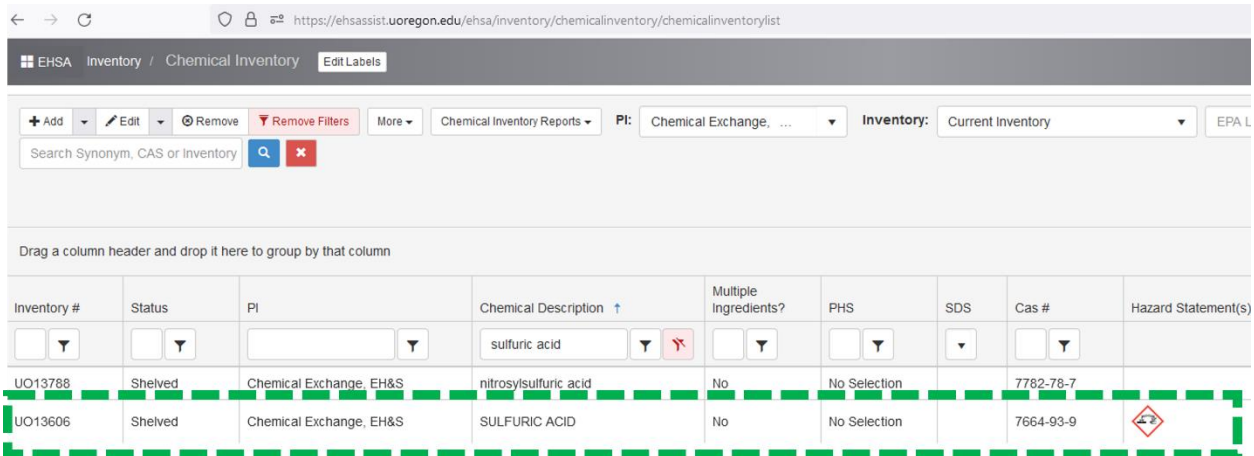 https://ehsassist.uoregon.edu/ehsa/inventory/chemicalinventory/chemicalinventorylist
EHSA Inventory / Chemical Inventory Edit Labels
Add Edit Remove Remove Filters More Chemical Inventory Reports PI: Chemical Exchange, ... Inventory: Current Inventory EPA L
Search Synonym, CAS or Inventory
Drag a column header and drop it here to group by that column
Inventory # Status PI Chemical Description Multiple Ingredients? PHS SDS Cas # Hazard Statement(s)
sulfuric acid
UO13788 Shelved Chemical Exchange, EH&S nitrosylsulfuric acid No No Selection 7782-78-7
UO13606 Shelved Chemical Exchange, EH&S SULFURIC ACID No No Selection 7664-93-9